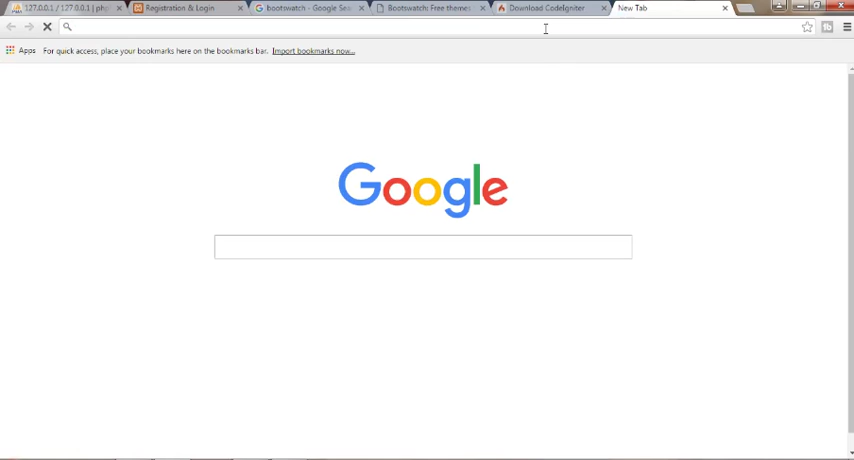 127.0.0.1 / 127.0.0.1 | ph
Registration & Login
bootswatch - Google Sea
Bootswatch: Free themes
Download CodeIgniter
New Tab
Apps
For quick access, place your bookmarks here on the bookmarks bar.
Import bookmarks now...
Google